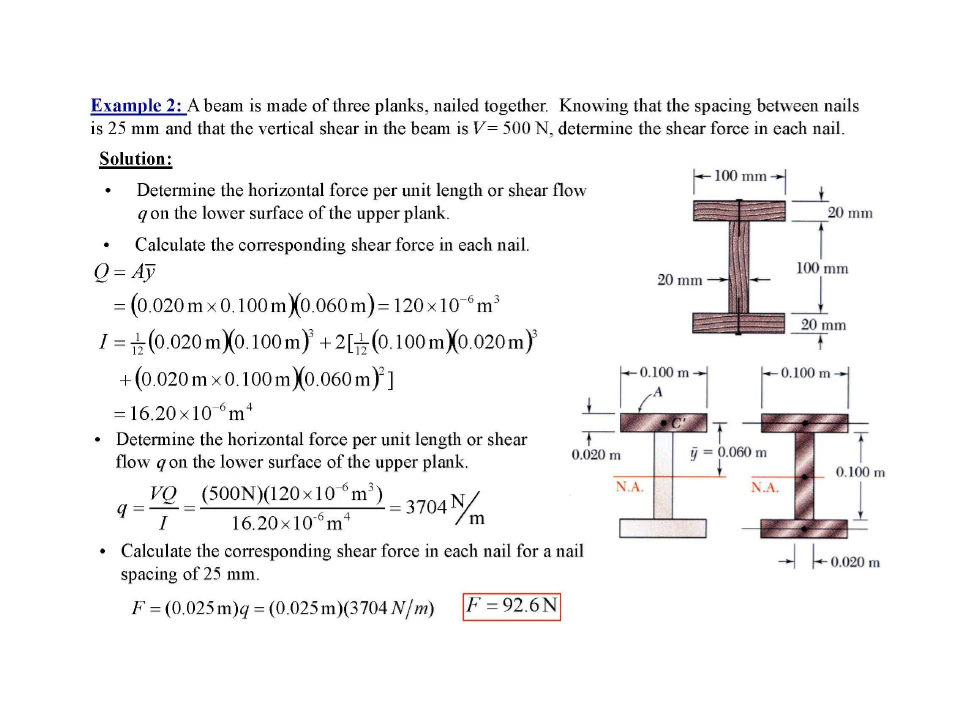 Example 2: A beam is made of three planks, nailed together. Knowing that the spacing between nails
is 25 mm and that the vertical shear in the beam is V = 500 N, determine the shear force in each nail.
Solution:
• Determine the horizontal force per unit length or shear flow
q on the lower surface of the upper plank.
• Calculate the corresponding shear force in each nail.
Q = Aȳ
= (0.020 m × 0.100 m)(0.060 m) = 120 × 10⁻⁶ m³
I = 1/12 (0.020 m)(0.100 m)³ + 2[1/12 (0.100 m)(0.020 m)³
+ (0.020 m × 0.100 m)(0.060 m)²]
= 16.20 × 10⁻⁶ m⁴
• Determine the horizontal force per unit length or shear
flow q on the lower surface of the upper plank.
q = VQ/I = (500N)(120 × 10⁻⁶ m³)/16.20 × 10⁻⁶ m⁴ = 3704 N/m
• Calculate the corresponding shear force in each nail for a nail
spacing of 25 mm.
F = (0.025 m)q = (0.025 m)(3704 N/m) F = 92.6 N
100 mm
20 mm
100 mm
20 mm
20 mm
0.100 m
A
C'
0.020 m
ȳ = 0.060 m
N.A.
0.100 m
0.100 m
N.A.
0.020 m